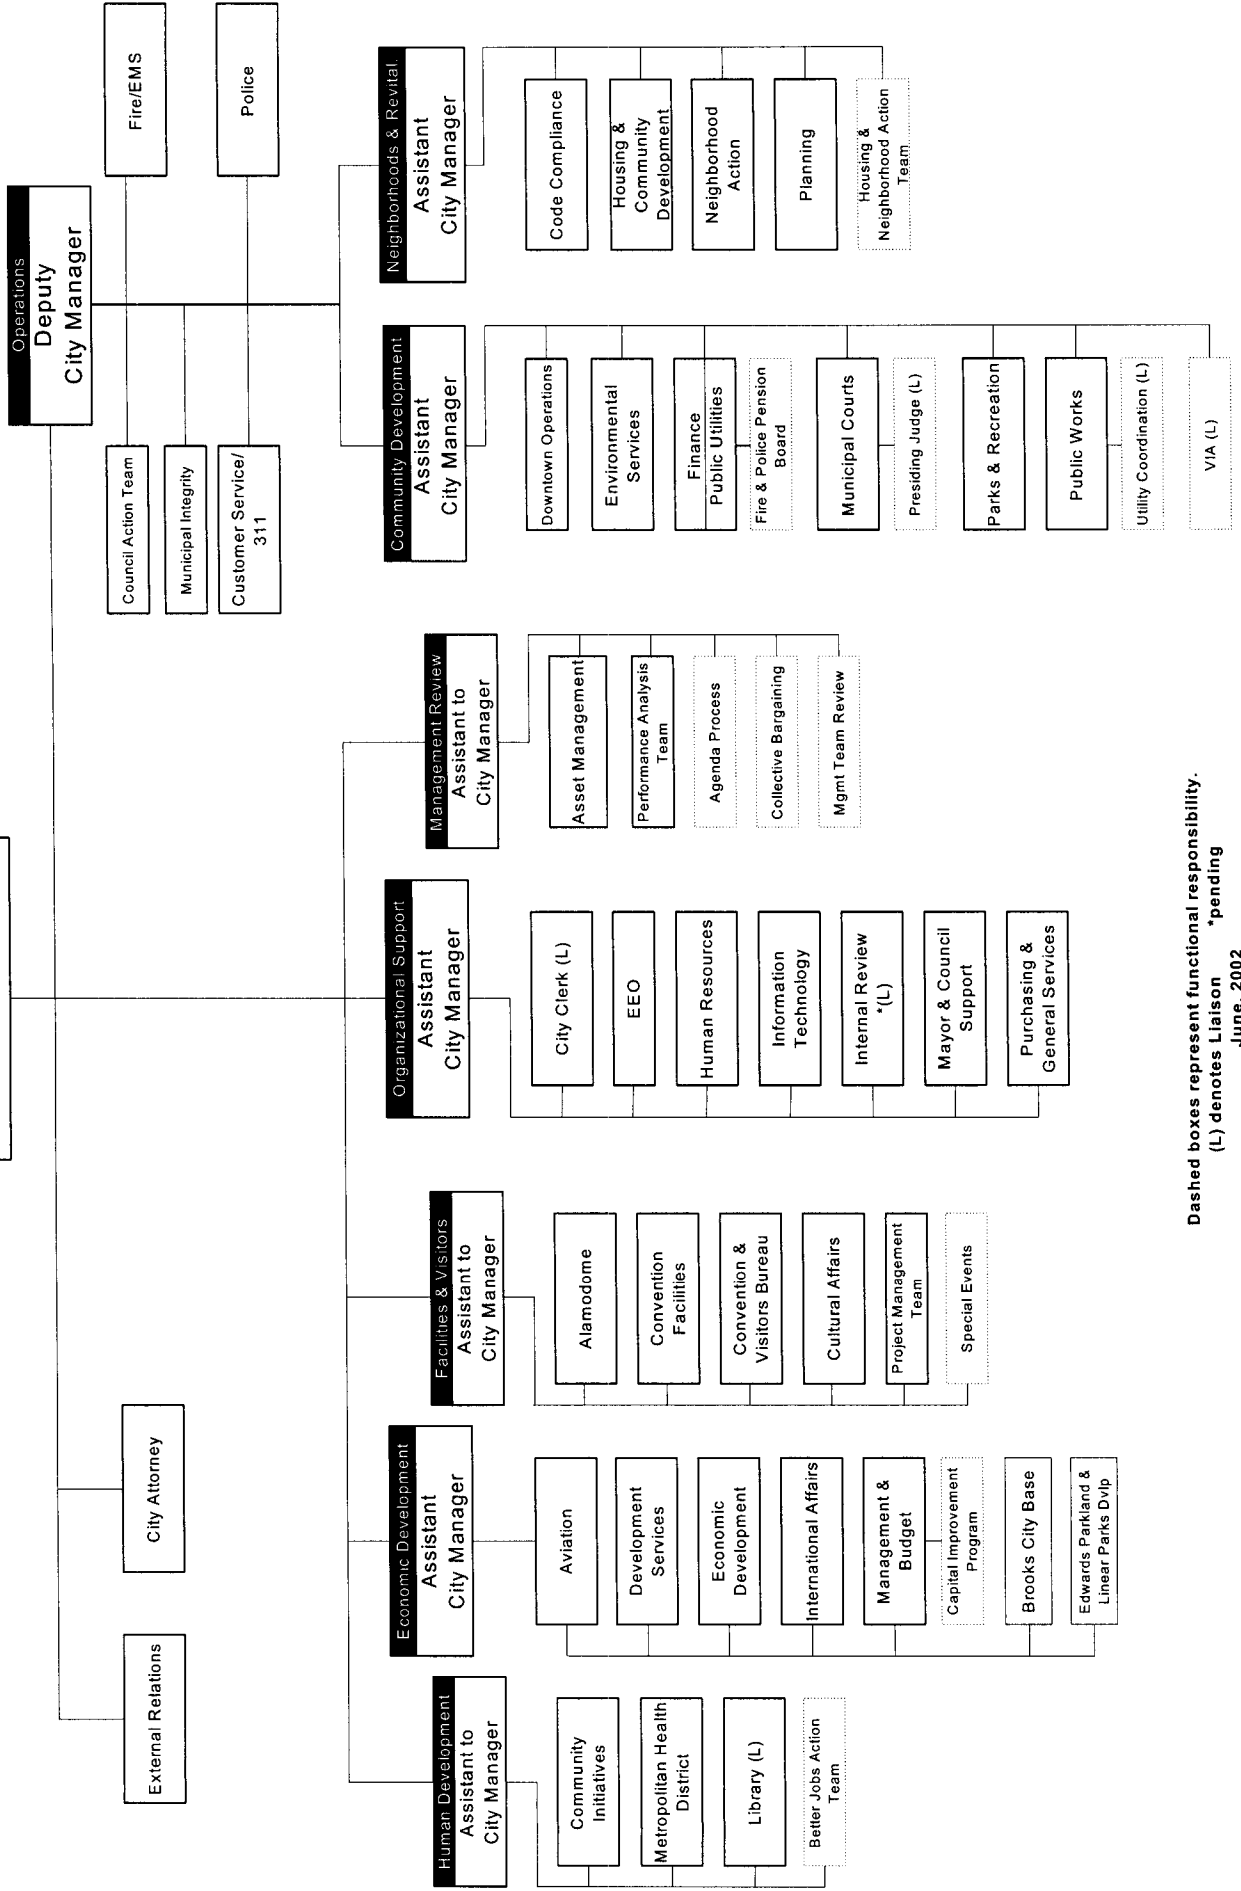 Operations
Deputy
City Manager
Fire/EMS
Police
Council Action Team
Municipal Integrity
Customer Service/
311
External Relations
City Attorney
Human Development
Assistant to
City Manager
Community
Initiatives
Metropolitan Health
District
Library (L)
Better Jobs Action
Team
Economic Development
Assistant
City Manager
Aviation
Development
Services
Economic
Development
International Affairs
Management &
Budget
Capital Improvement
Program
Brooks City Base
Edwards Parkland &
Linear Parks Dvlp
Facilities & Visitors
Assistant to
City Manager
Alamodome
Convention
Facilities
Convention &
Visitors Bureau
Cultural Affairs
Project Management
Team
Special Events
Organizational Support
Assistant
City Manager
City Clerk (L)
EEO
Human Resources
Information
Technology
Internal Review
*(L)
Mayor & Council
Support
Purchasing &
General Services
Management Review
Assistant to
City Manager
Asset Management
Performance Analysis
Team
Agenda Process
Collective Bargaining
Mgmt Team Review
Community Development
Assistant
City Manager
Downtown Operations
Environmental
Services
Finance
Public Utilities
Fire & Police Pension
Board
Municipal Courts
Presiding Judge (L)
Parks & Recreation
Public Works
Utility Coordination (L)
VIA (L)
Neighborhoods & Revital.
Assistant
City Manager
Code Compliance
Housing &
Community
Development
Neighborhood
Action
Planning
Housing &
Neighborhood Action
Team
Dashed boxes represent functional responsibility.
(L) denotes Liaison *pending
June, 2002